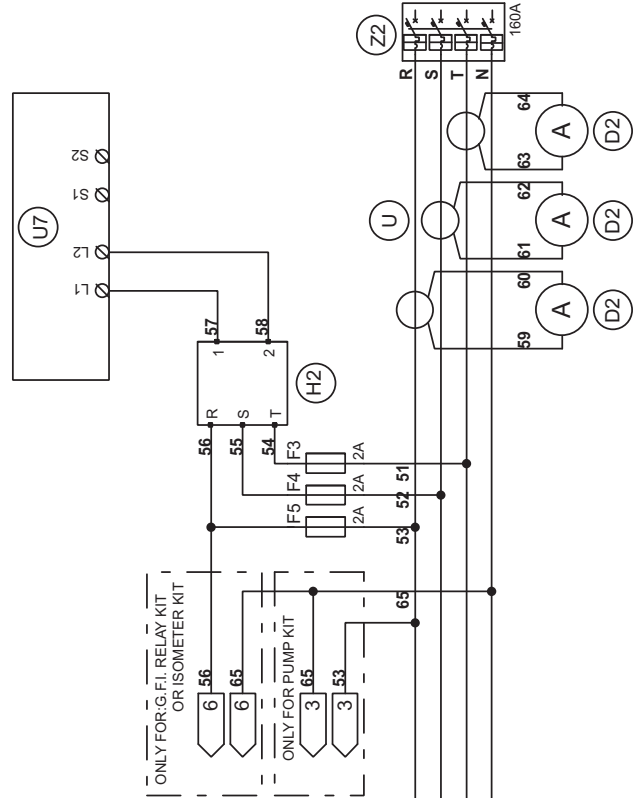 Z2
160A
R
S
T
N
64
A
D2
63
62
U
A
D2
61
60
A
D2
59
U7
S2
S1
L2
L1
57
58
1
2
H2
R
S
T
56
55
54
F3
2A
F4
2A
F5
2A
51
52
53
65
ONLY FOR:G.F.I. RELAY KIT
OR ISOMETER KIT
56
6
65
6
ONLY FOR PUMP KIT
65
3
53
3